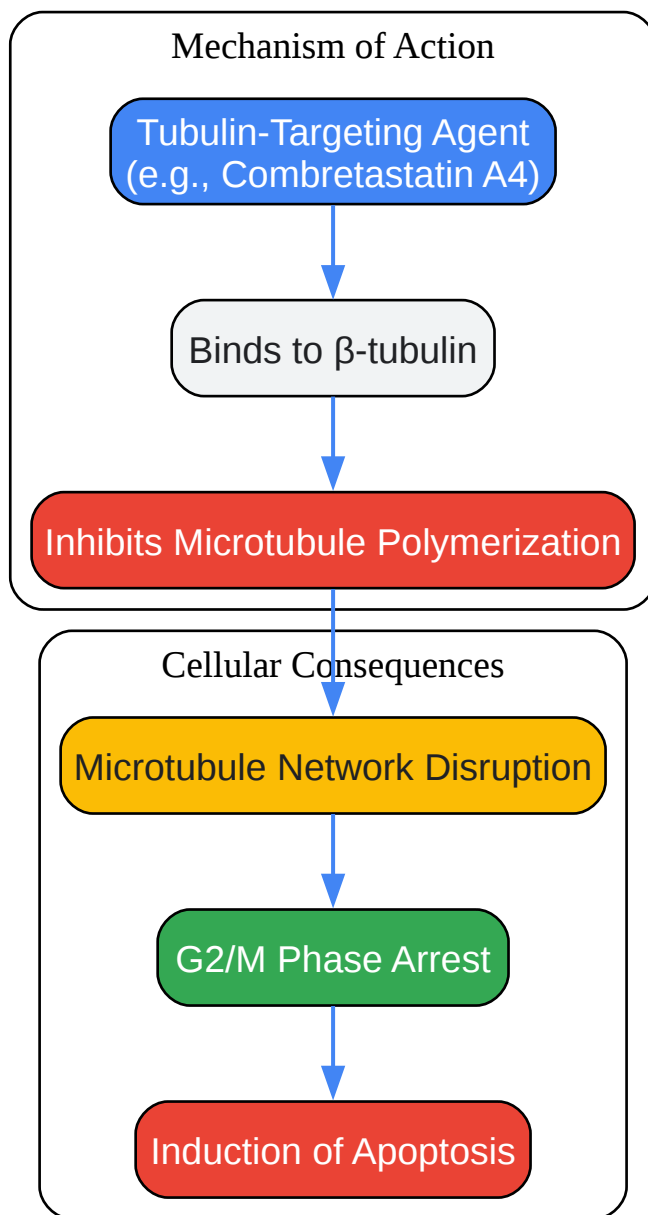 Mechanism of Action
Tubulin-Targeting Agent
(e.g., Combretastatin A4)
Binds to β-tubulin
Inhibits Microtubule Polymerization
Cellular Consequences
Microtubule Network Disruption
G2/M Phase Arrest
Induction of Apoptosis